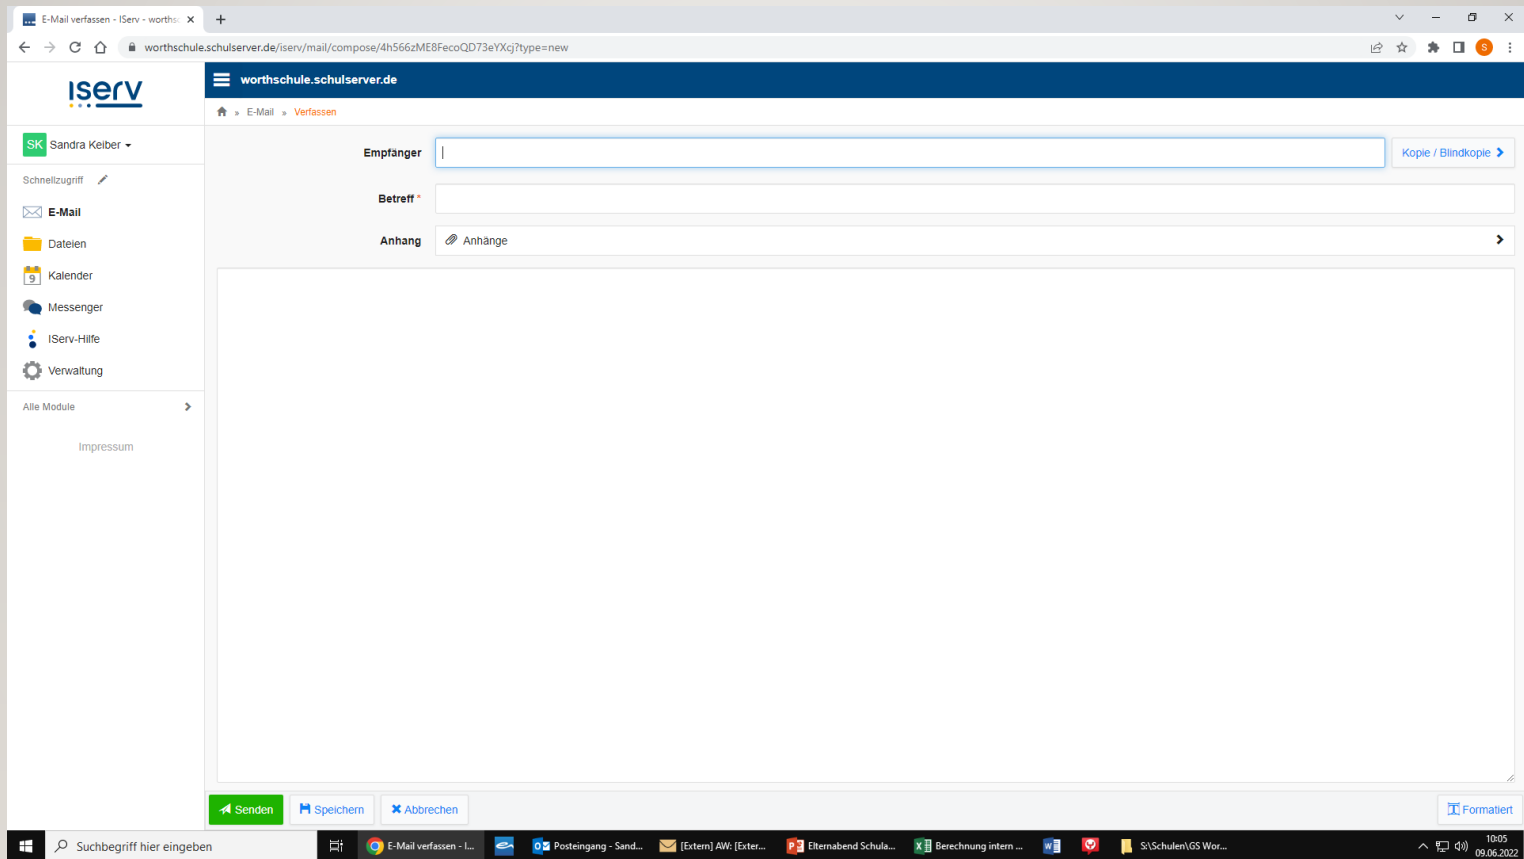 E-Mail verfassen - IServ - worths
worthschule.schulserver.de/iserv/mail/compose/4h566zME8FecoQD73eYXcj?type=new
S
IServ
worthschule.schulserver.de
» E-Mail » Verfassen
SK Sandra Keiber
Schnellzugriff
E-Mail
Dateien
9 Kalender
Messenger
IServ-Hilfe
Verwaltung
Alle Module
Impressum
Empfänger
Kopie / Blindkopie
Betreff *
Anhang
Anhänge
Senden
Speichern
Abbrechen
Formatiert
Suchbegriff hier eingeben
E-Mail verfassen - I...
Posteingang - Sand...
[Extern] AW: [Exter...
Elternabend Schula...
Berechnung intern ...
S:\Schulen\GS Wor...
10:05
09.06.2022